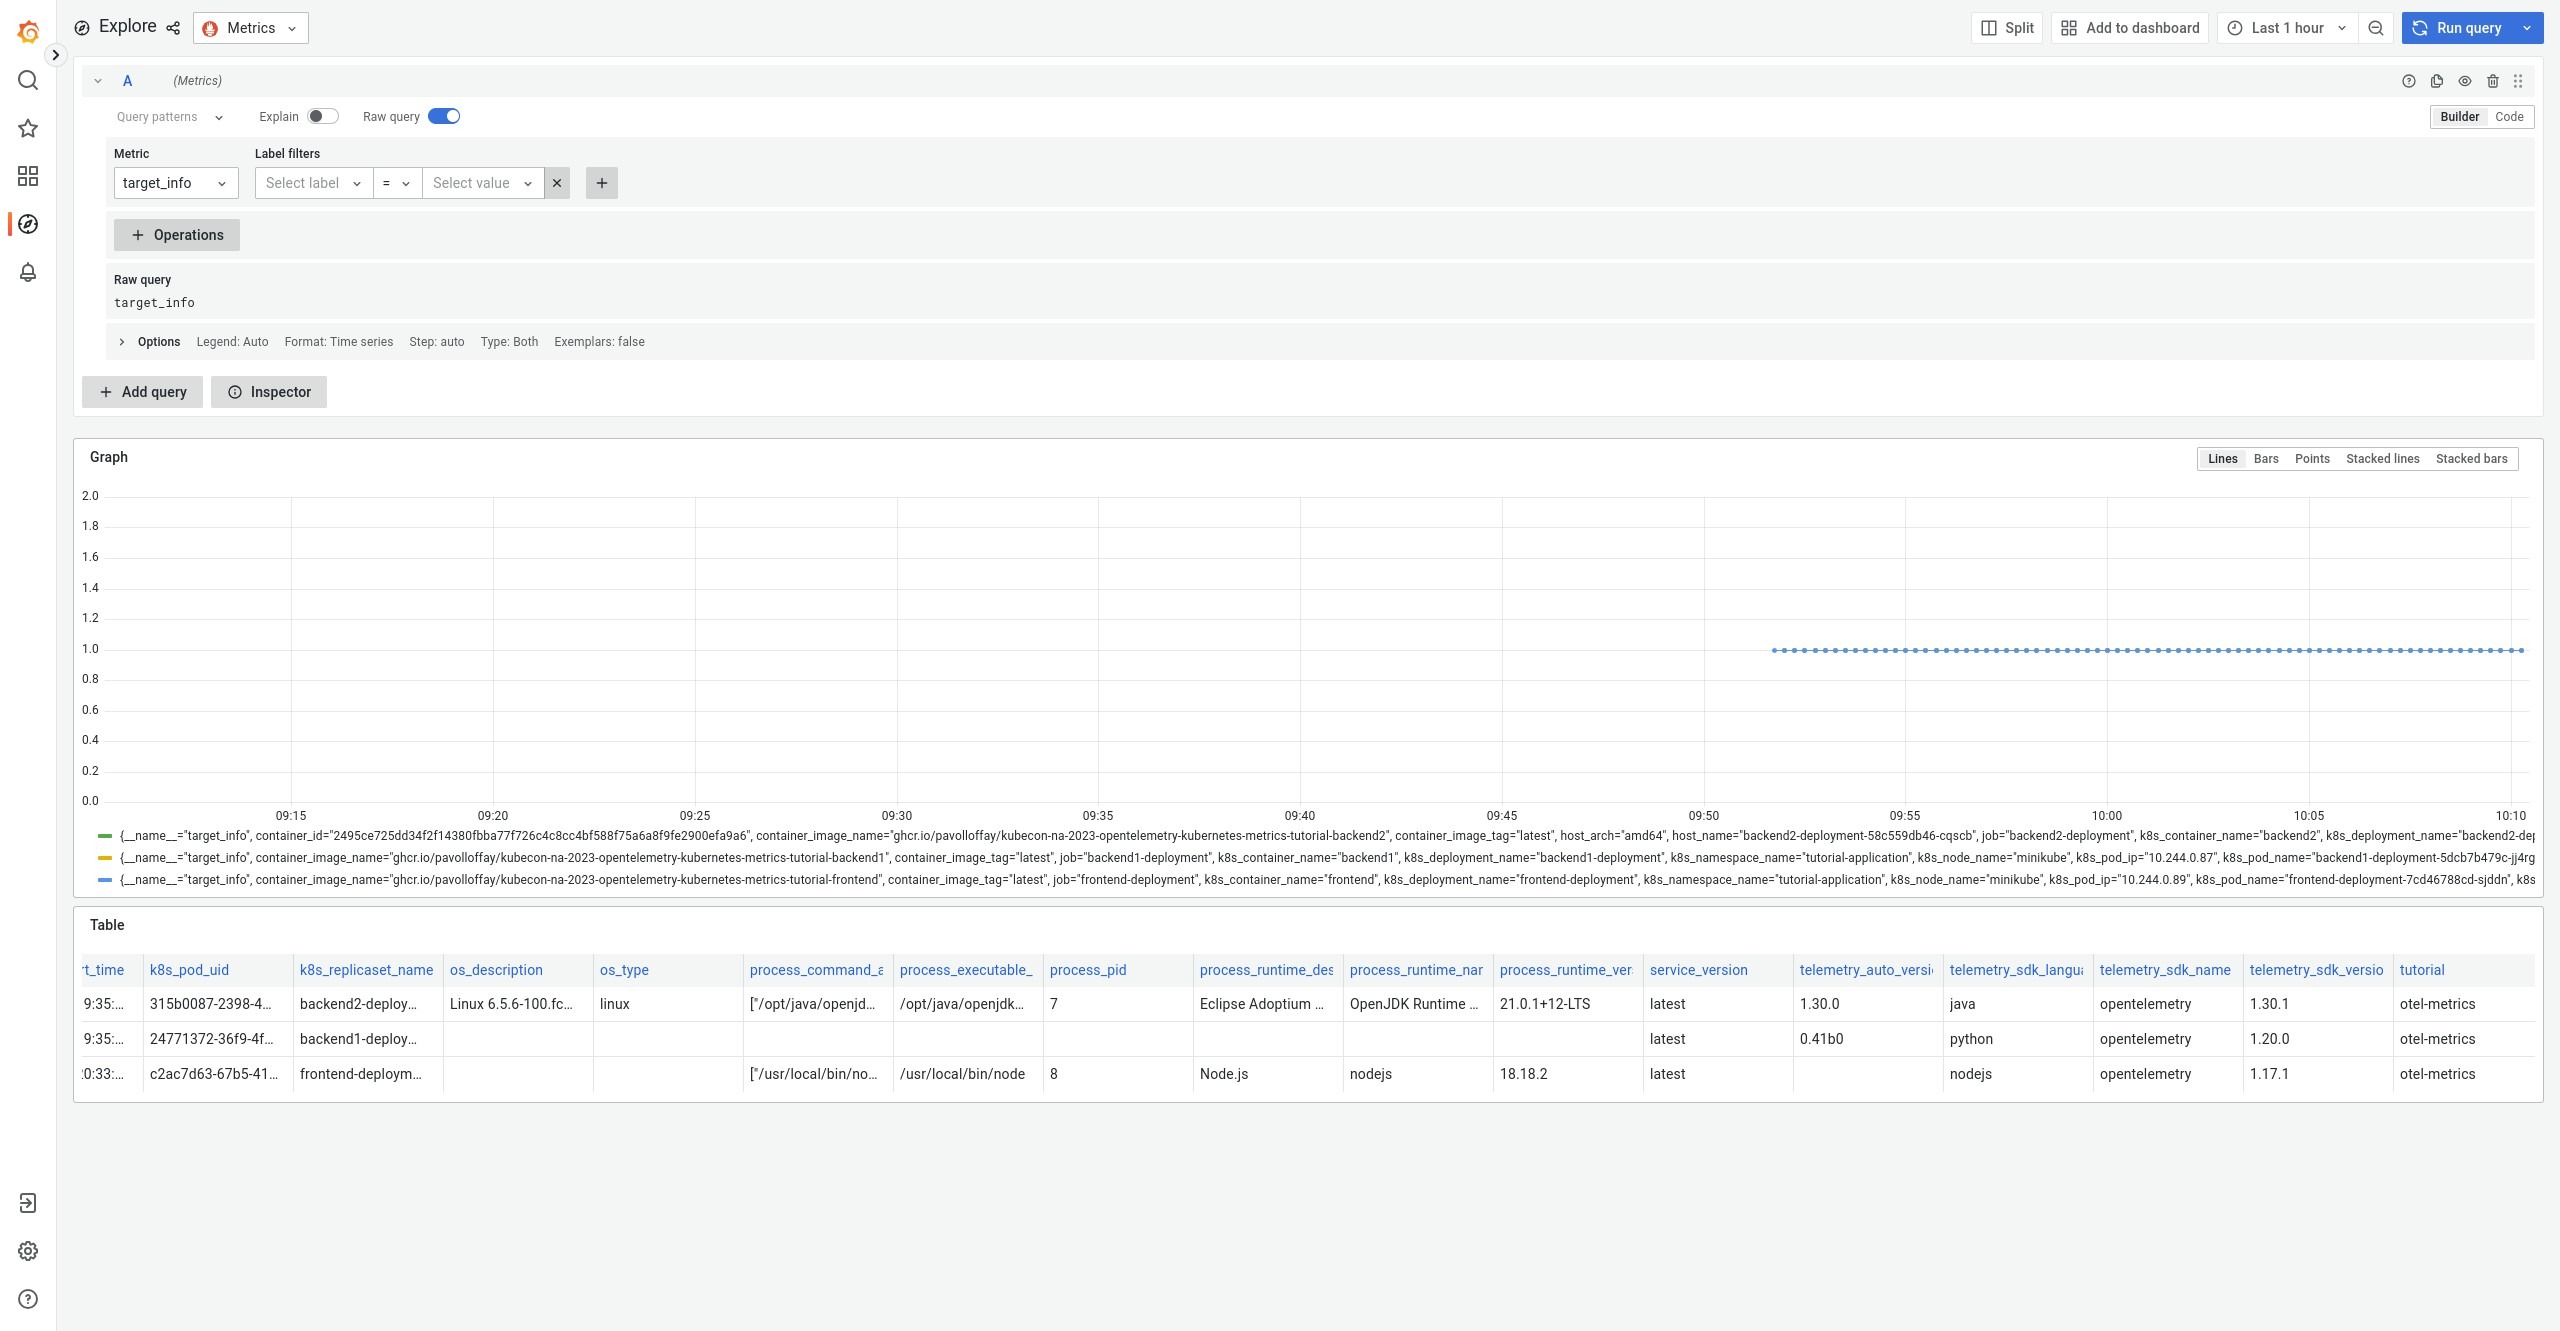 Explore Metrics Split Add to dashboard Last 1 hour Run query
A (Metrics)
Query patterns Explain Raw query Builder Code
Metric Label filters
target_info Select label = Select value
Operations
Raw query
target_info
Options Legend: Auto Format: Time series Step: auto Type: Both Exemplars: false
Add query Inspector
Graph Lines Bars Points Stacked lines Stacked bars
2.0
1.8
1.6
1.4
1.2
1.0
0.8
0.6
0.4
0.2
0.0
09:15 09:20 09:25 09:30 09:35 09:40 09:45 09:50 09:55 10:00 10:05 10:10
{__name__="target_info", container_id="2495ce725dd34f2f14380fbba77f726c4c8cc4bf588f75a6a8f9fe2900efa9a6", container_image_name="ghcr.io/pavolloffay/kubecon-na-2023-opentelemetry-kubernetes-metrics-tutorial-backend2", container_image_tag="latest", host_arch="amd64", host_name="backend2-deployment-58c559db46-cqscb", job="backend2-deployment", k8s_container_name="backend2", k8s_deployment_name="backend2-dep
{__name__="target_info", container_image_name="ghcr.io/pavolloffay/kubecon-na-2023-opentelemetry-kubernetes-metrics-tutorial-backend1", container_image_tag="latest", job="backend1-deployment", k8s_container_name="backend1", k8s_deployment_name="backend1-deployment", k8s_namespace_name="tutorial-application", k8s_node_name="minikube", k8s_pod_ip="10.244.0.87", k8s_pod_name="backend1-deployment-5dcb7b479c-jj4rg
{__name__="target_info", container_image_name="ghcr.io/pavolloffay/kubecon-na-2023-opentelemetry-kubernetes-metrics-tutorial-frontend", container_image_tag="latest", job="frontend-deployment", k8s_container_name="frontend", k8s_deployment_name="frontend-deployment", k8s_namespace_name="tutorial-application", k8s_node_name="minikube", k8s_pod_ip="10.244.0.89", k8s_pod_name="frontend-deployment-7cd46788cd-sjddn", k8s
Table
rt_time k8s_pod_uid k8s_replicaset_name os_description os_type process_command_a process_executable_ process_pid process_runtime_des process_runtime_nar process_runtime_ver service_version telemetry_auto_versi telemetry_sdk_langua telemetry_sdk_name telemetry_sdk_versio tutorial
9:35:... 315b0087-2398-4... backend2-deploy... Linux 6.5.6-100.fc... linux ["/opt/java/openjd... /opt/java/openjdk... 7 Eclipse Adoptium ... OpenJDK Runtime ... 21.0.1+12-LTS latest 1.30.0 java opentelemetry 1.30.1 otel-metrics
9:35:... 24771372-36f9-4f... backend1-deploy... latest 0.41b0 python opentelemetry 1.20.0 otel-metrics
0:33:... c2ac7d63-67b5-41... frontend-deploym... ["/usr/local/bin/no... /usr/local/bin/node 8 Node.js nodejs 18.18.2 latest nodejs opentelemetry 1.17.1 otel-metrics